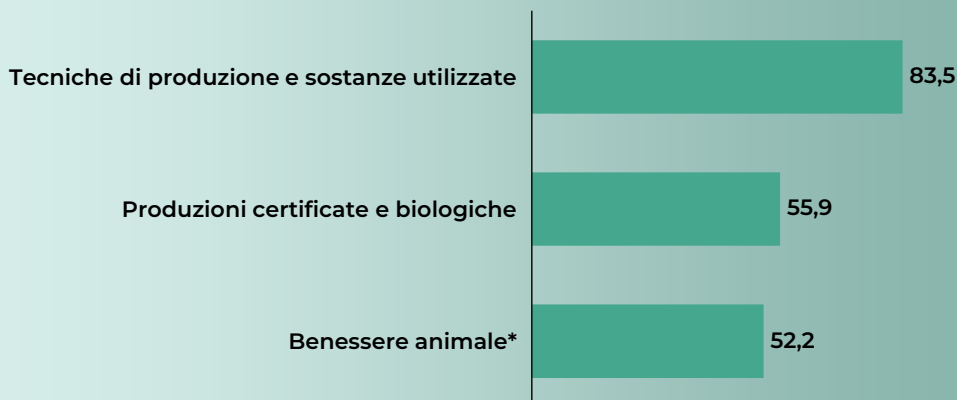 Tecniche di produzione e sostanze utilizzate 83,5
Produzioni certificate e biologiche 55,9
Benessere animale* 52,2